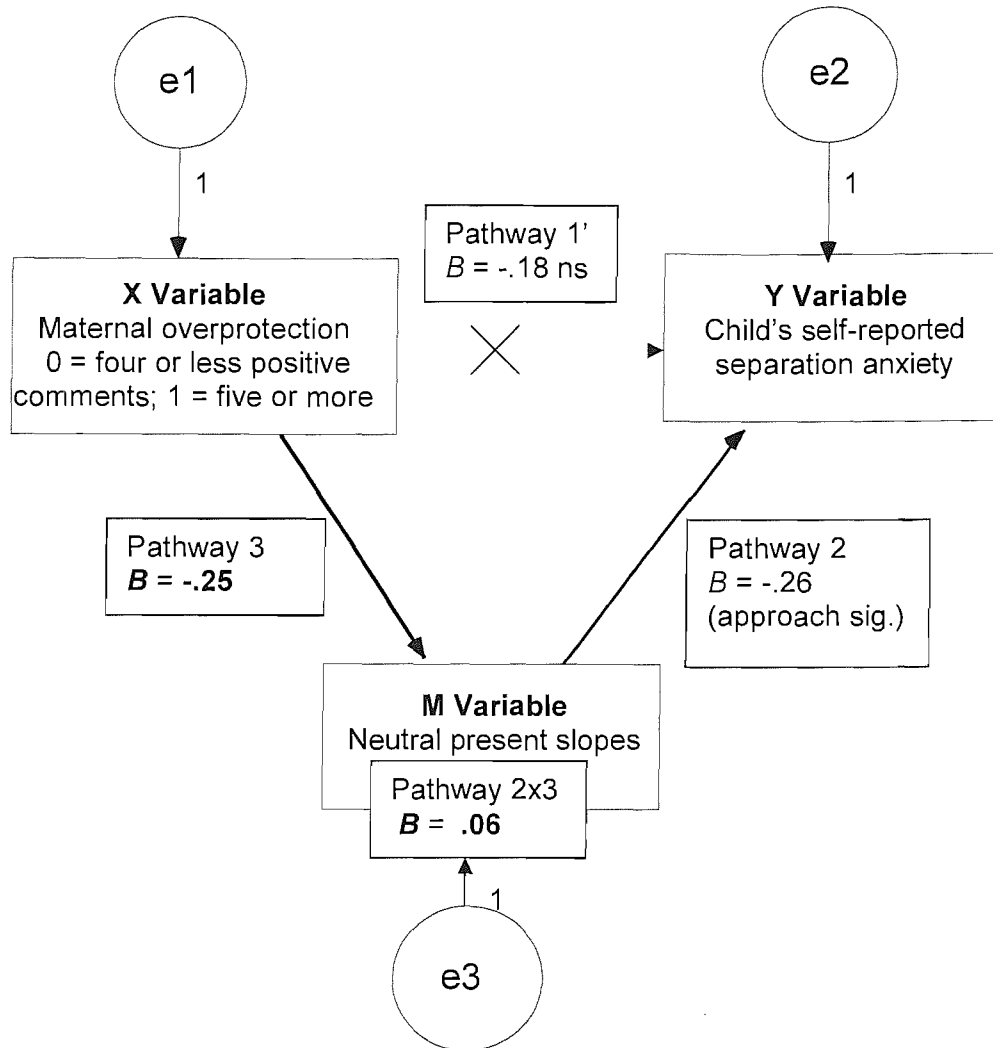 e1
e2
1
1
Pathway 1'
B = -.18 ns
X Variable
Maternal overprotection
0 = four or less positive
comments; 1 = five or more
Y Variable
Child's self-reported
separation anxiety
Pathway 3
B = -.25
Pathway 2
B = -.26
(approach sig.)
M Variable
Neutral present slopes
Pathway 2x3
B = .06
1
e3